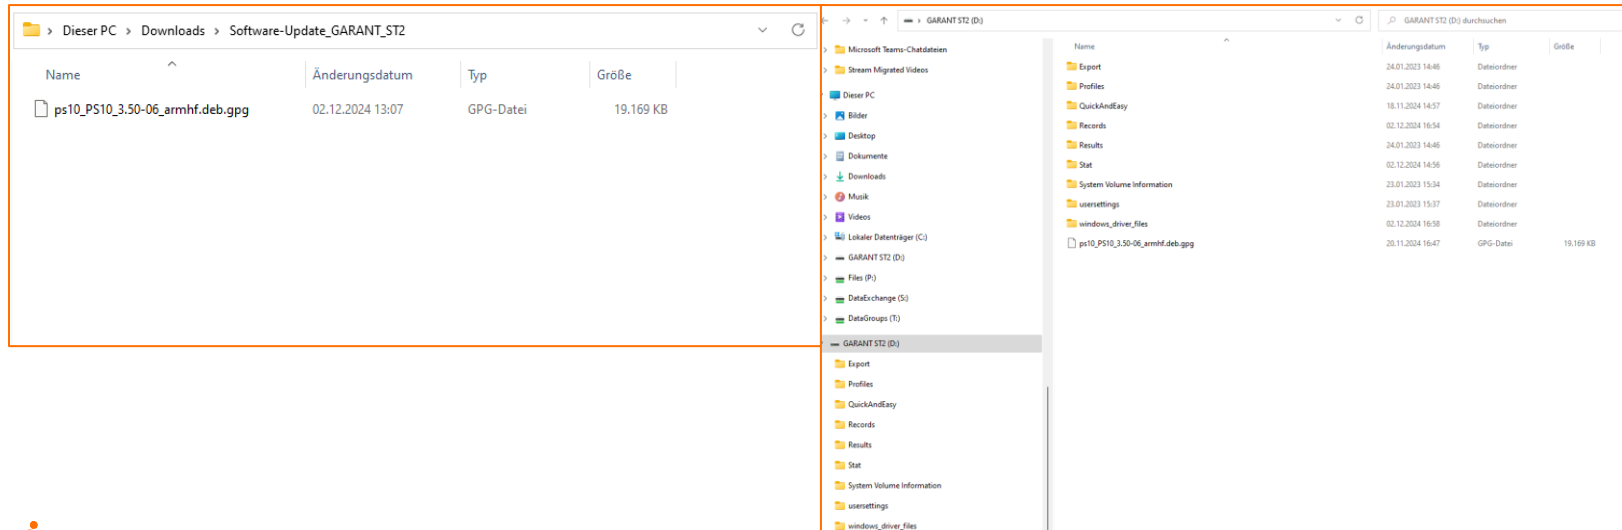 Dieser PC > Downloads > Software-Update_GARANT_ST2
Name Änderungsdatum Typ Größe
ps10_PS10_3.50-06_armhf.deb.gpg 02.12.2024 13:07 GPG-Datei 19.169 KB
GARANT ST2 (D:) GARANT ST2 (D:) durchsuchen
Microsoft Teams-Chatdateien
Stream Migrated Videos
Dieser PC
Bilder
Desktop
Dokumente
Downloads
Musik
Videos
Lokaler Datenträger (C:)
GARANT ST2 (D:)
Files (P:)
DataExchange (S:)
DataGroups (T:)
GARANT ST2 (D:)
Export
Profiles
QuickAndEasy
Records
Results
Stat
System Volume Information
usersettings
windows_driver_files
Name Änderungsdatum Typ Größe
Export 24.01.2023 14:46 Dateiordner
Profiles 24.01.2023 14:46 Dateiordner
QuickAndEasy 18.11.2024 14:57 Dateiordner
Records 02.12.2024 16:54 Dateiordner
Results 24.01.2023 14:46 Dateiordner
Stat 02.12.2024 14:56 Dateiordner
System Volume Information 23.01.2023 15:34 Dateiordner
usersettings 23.01.2023 15:37 Dateiordner
windows_driver_files 02.12.2024 16:58 Dateiordner
ps10_PS10_3.50-06_armhf.deb.gpg 20.11.2024 16:47 GPG-Datei 19.169 KB